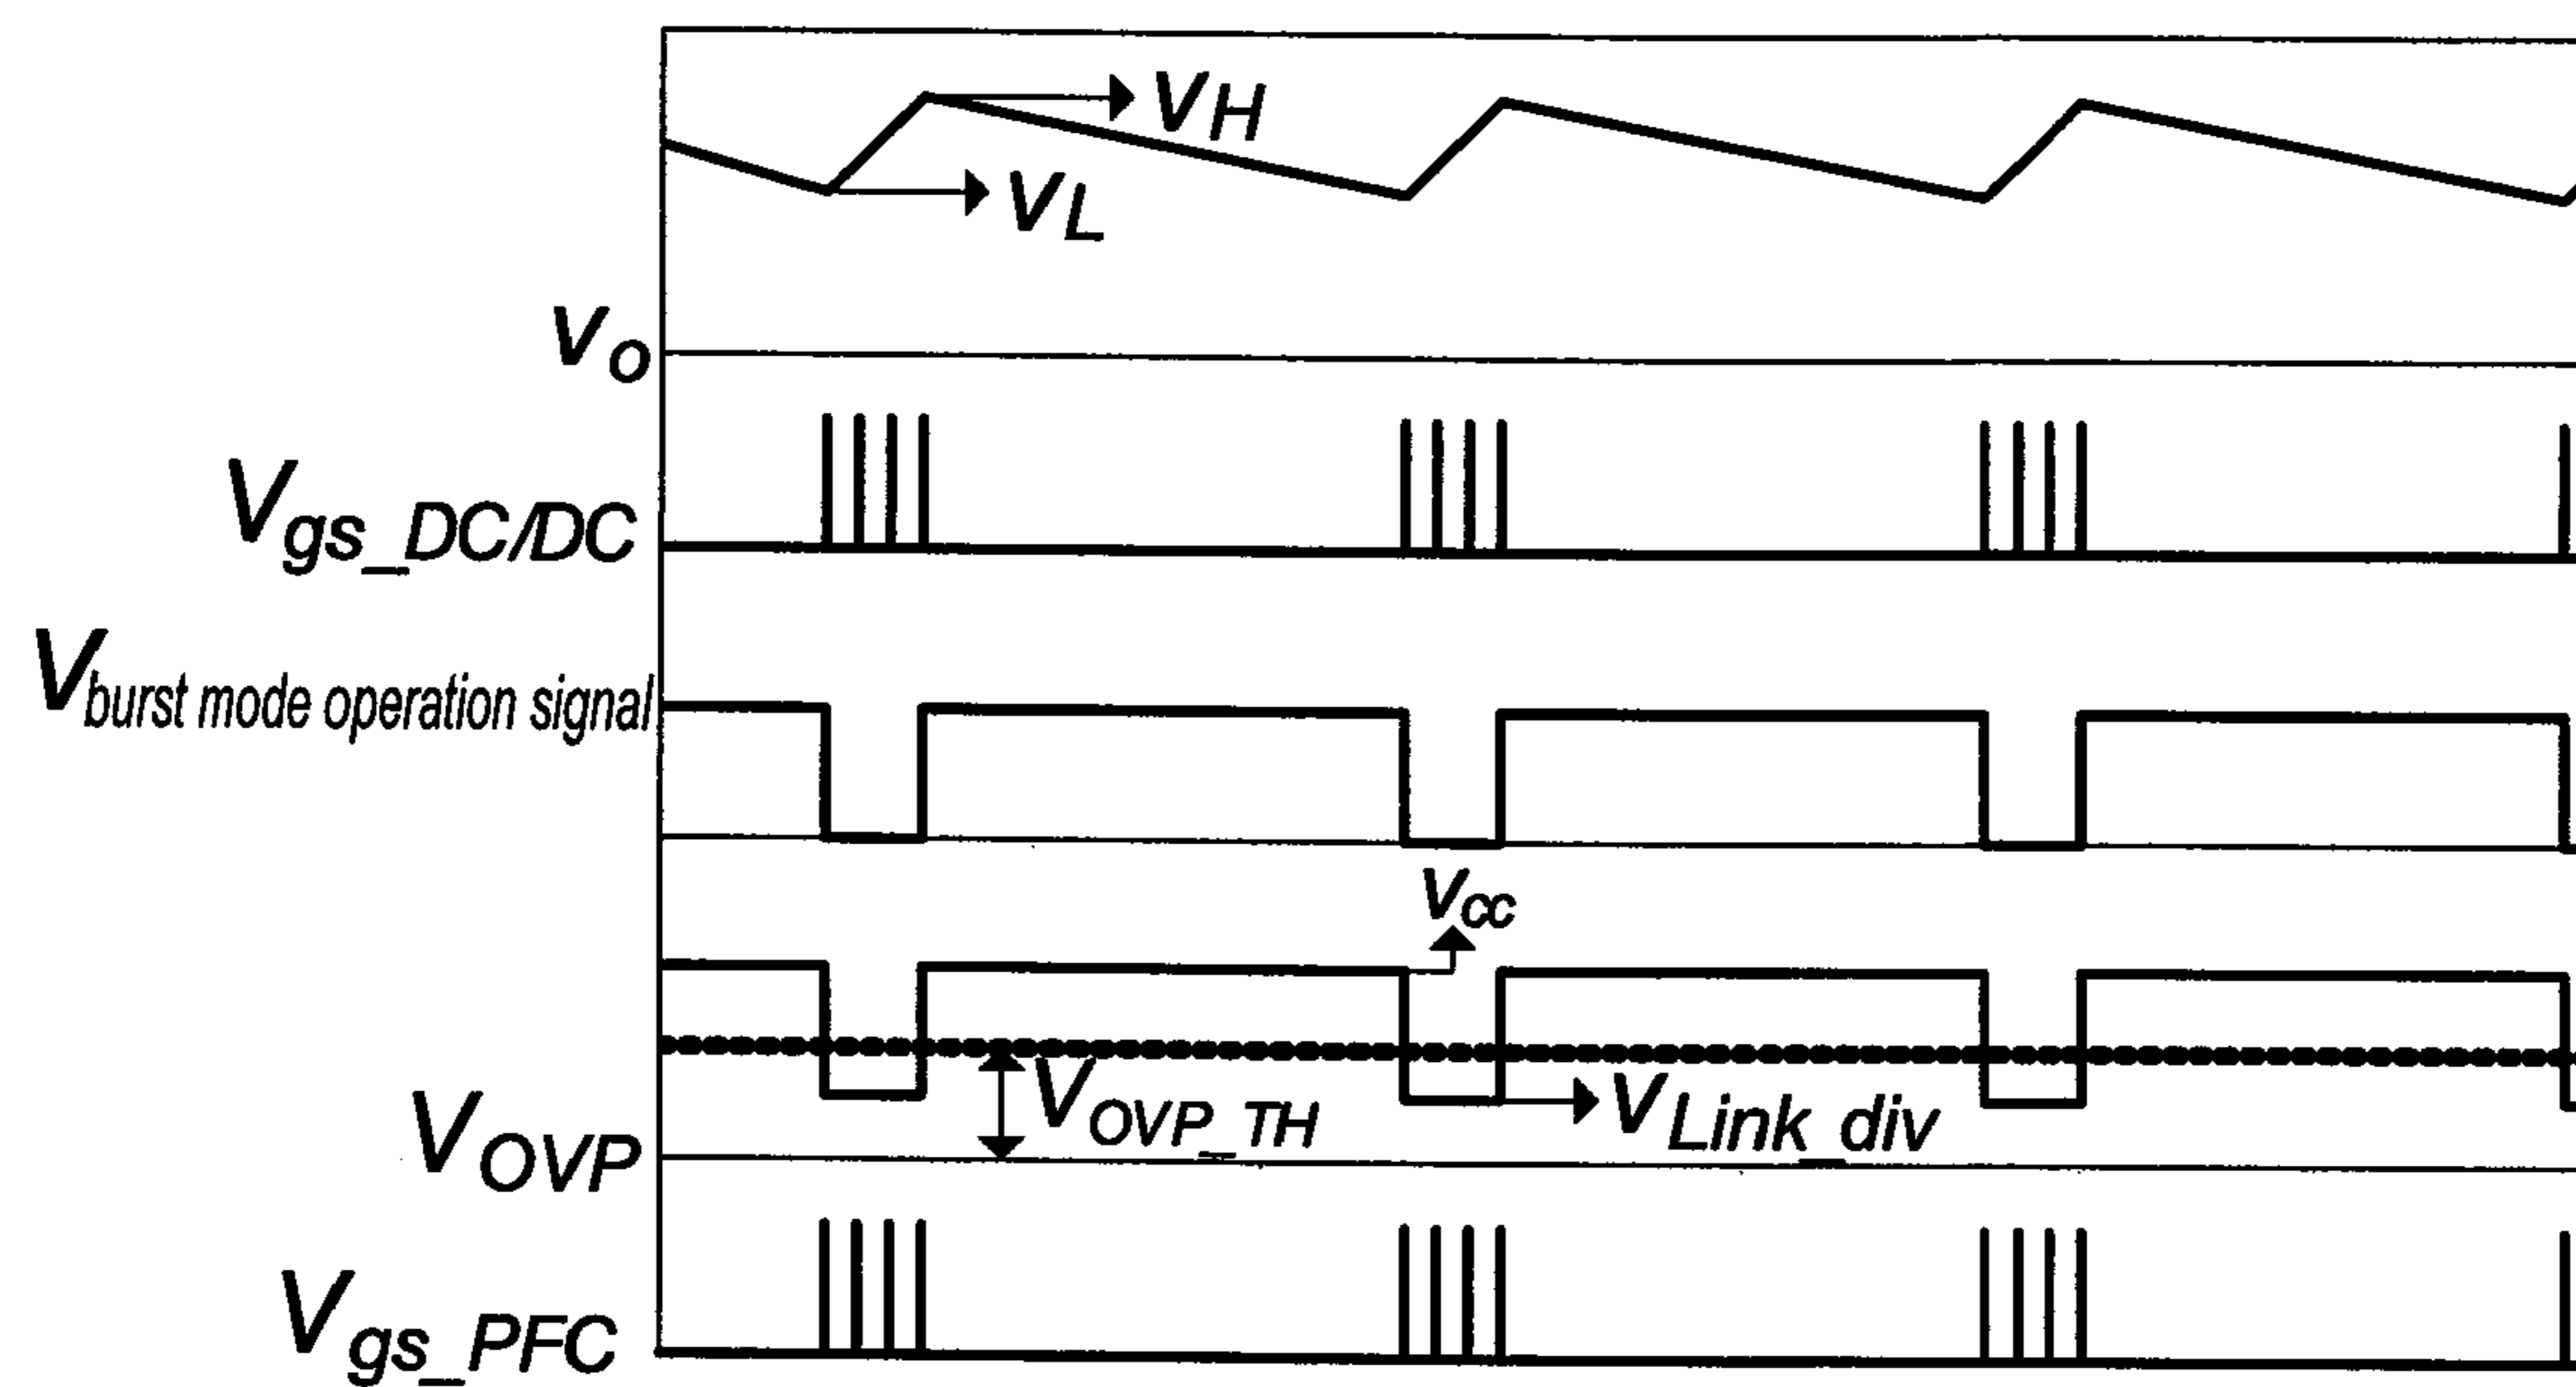 VH
VL
Vo
Vgs_DC/DC
Vburst mode operation signal
Vcc
VOVP_TH
VLink_div
VOVP
Vgs_PFC